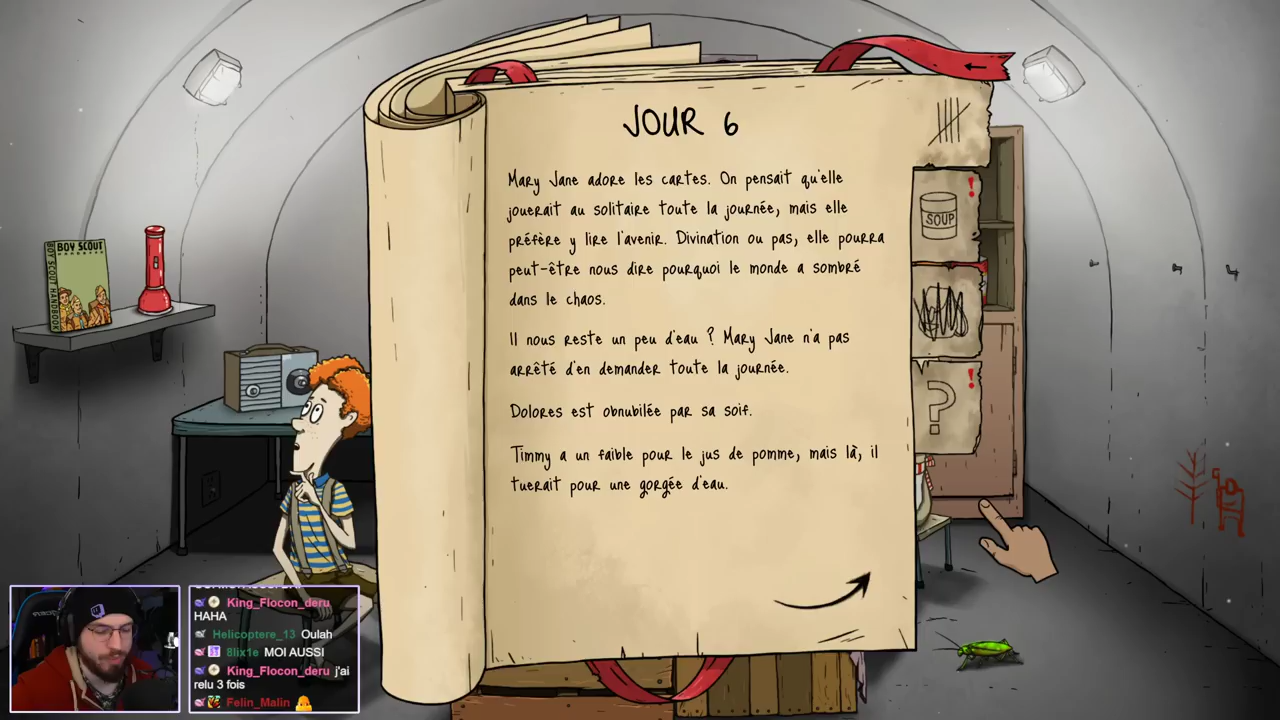 JOUR 6
Mary Jane adore les cartes. On pensait qu'elle
jouerait au solitaire toute la journée, mais elle
préfère y lire l'avenir. Divination ou pas, elle pourra
peut-être nous dire pourquoi le monde a sombré
dans le chaos.
Il nous reste un peu d'eau ? Mary Jane n'a pas
arrêté d'en demander toute la journée.
Dolores est obnubilée par sa soif.
Timmy a un faible pour le jus de pomme, mais là, il
tuerait pour une gorgée d'eau.
SOUP
!
?
!
BOY SCOUT
BOY SCOUT HANDBOOK
King_Flocon_deru
HAHA
Helicoptere_13 Oulah
8lix1e MOI AUSSI
King_Flocon_deru j'ai
relu 3 fois
Felin_Malin